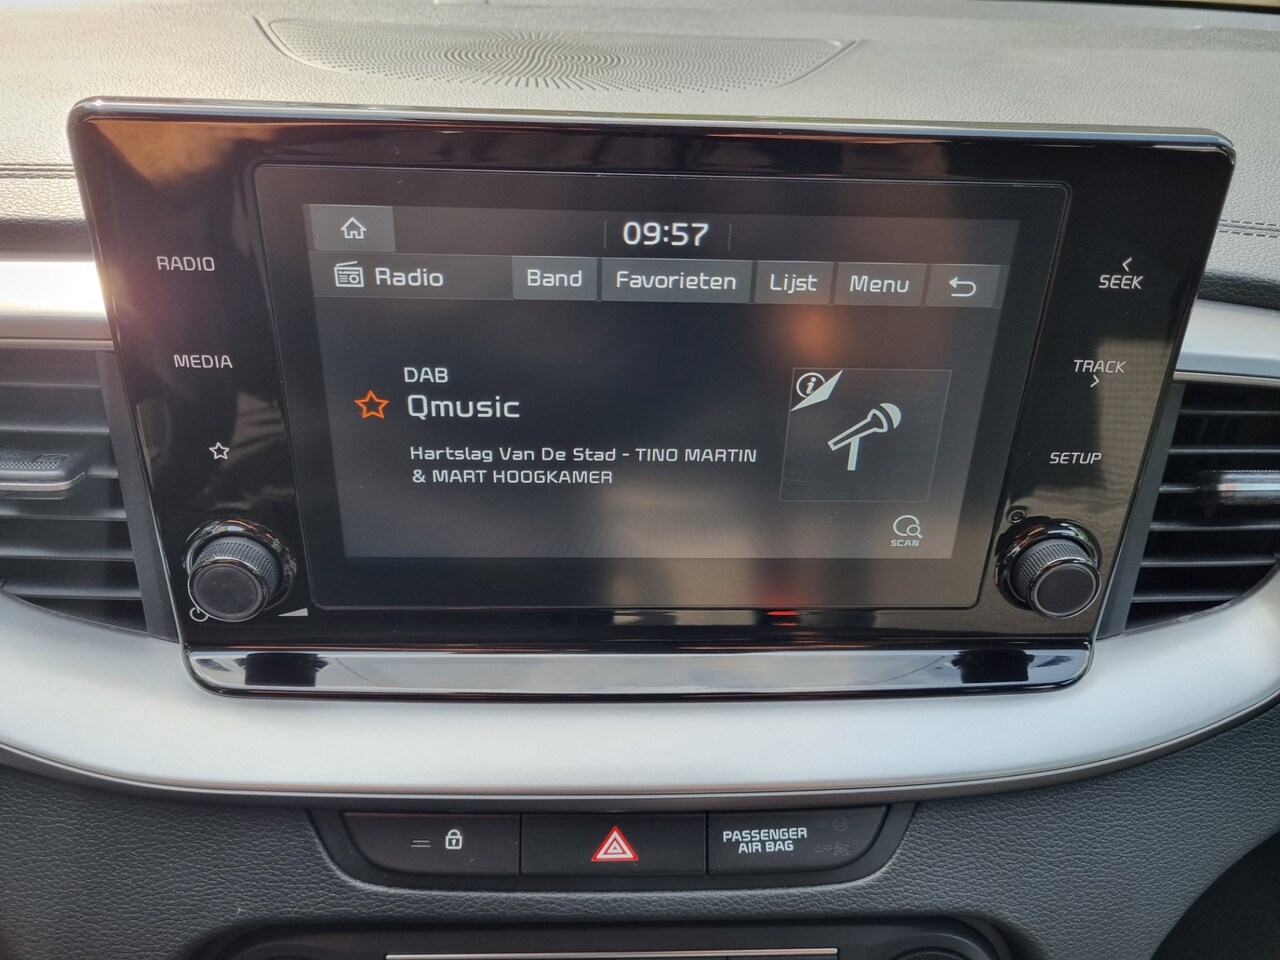 09:57
RADIO
Radio
Band
Favorieten
Lijst
Menu
SEEK
MEDIA
DAB
Qmusic
Hartslag Van De Stad - TINO MARTIN
& MART HOOGKAMER
TRACK
SETUP
SCAN
PASSENGER
AIR BAG
OFF